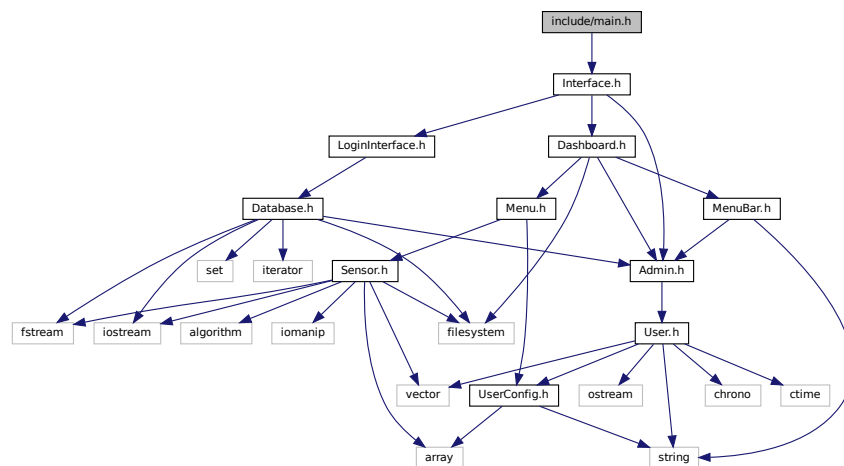 include/main.h
Interface.h
LoginInterface.h
Dashboard.h
Database.h
Menu.h
MenuBar.h
set
iterator
Sensor.h
Admin.h
fstream
iostream
algorithm
iomanip
filesystem
User.h
vector
UserConfig.h
ostream
chrono
ctime
array
string